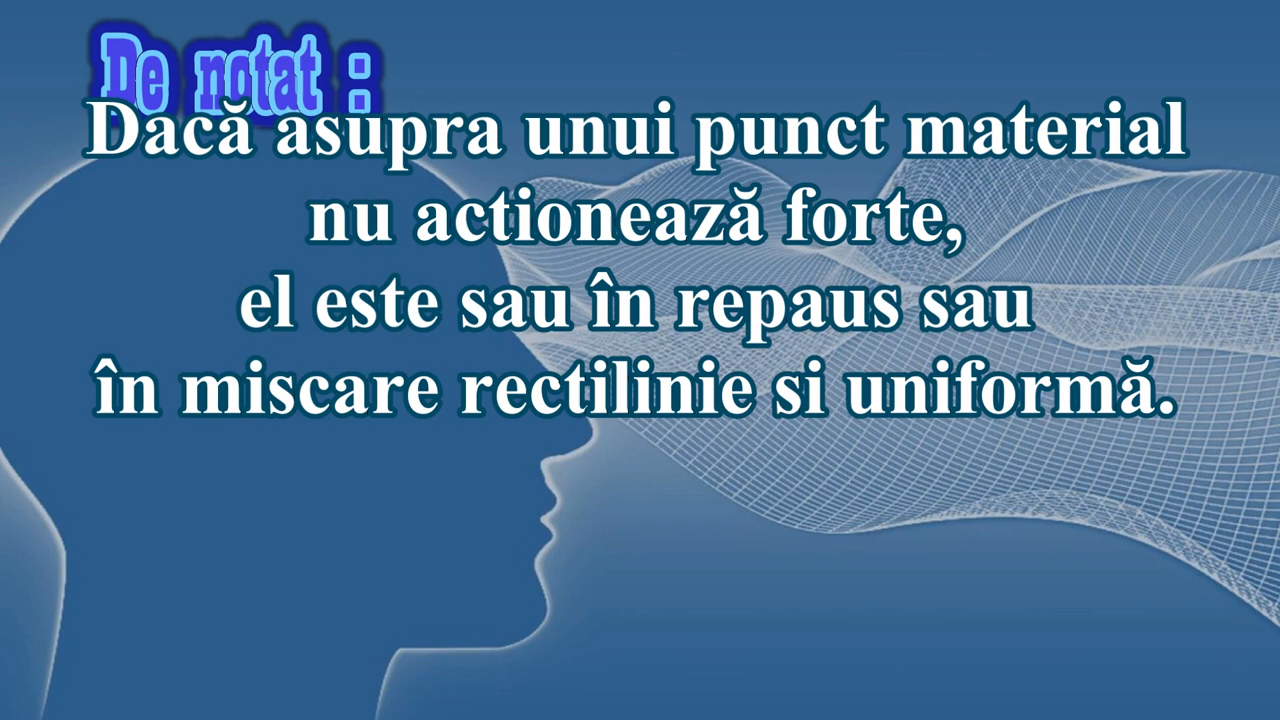 De notat :
Dacă asupra unui punct material
nu actionează forte,
el este sau în repaus sau
în miscare rectilinie si uniformă.